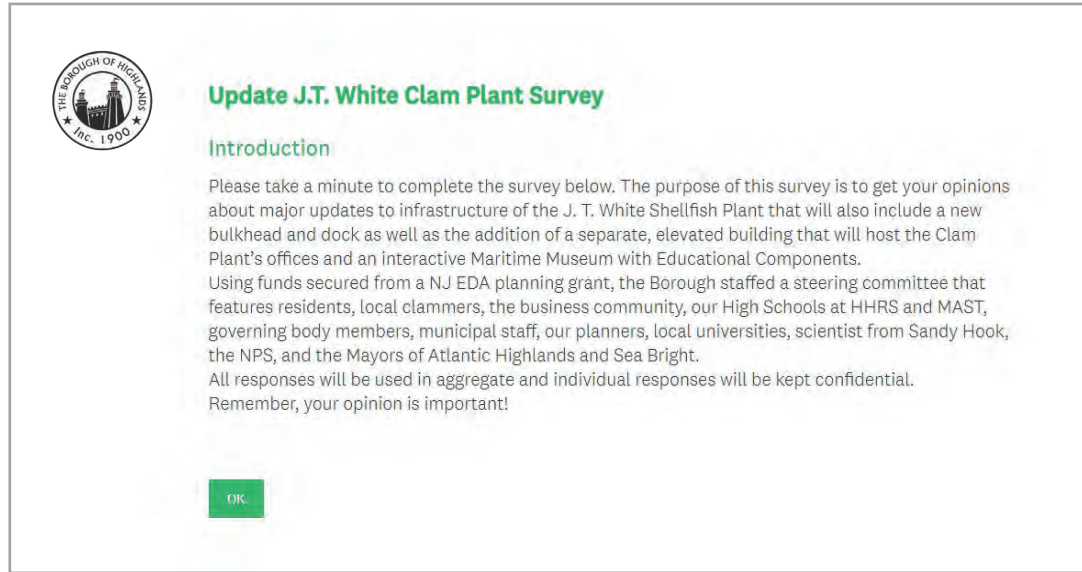 THE BOROUGH OF HIGHLANDS
Inc. 1900
Update J.T. White Clam Plant Survey
Introduction
Please take a minute to complete the survey below. The purpose of this survey is to get your opinions
about major updates to infrastructure of the J. T. White Shellfish Plant that will also include a new
bulkhead and dock as well as the addition of a separate, elevated building that will host the Clam
Plant's offices and an interactive Maritime Museum with Educational Components.
Using funds secured from a NJ EDA planning grant, the Borough staffed a steering committee that
features residents, local clammers, the business community, our High Schools at HHRS and MAST,
governing body members, municipal staff, our planners, local universities, scientist from Sandy Hook,
the NPS, and the Mayors of Atlantic Highlands and Sea Bright.
All responses will be used in aggregate and individual responses will be kept confidential.
Remember, your opinion is important!
OK